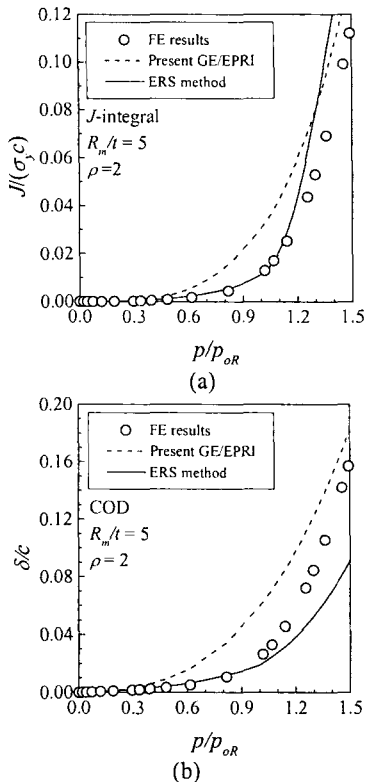 0.12
0.10
0.08
0.06
0.04
0.02
0.00
J/(σ_y c)
FE results
Present GE/EPRI
ERS method
J-integral
R_m/t = 5
ρ=2
0.0 0.3 0.6 0.9 1.2 1.5
p/p_oR
(a)
0.20
0.16
0.12
0.08
0.04
0.00
δ/c
FE results
Present GE/EPRI
ERS method
COD
R_m/t = 5
ρ = 2
0.0 0.3 0.6 0.9 1.2 1.5
p/p_oR
(b)